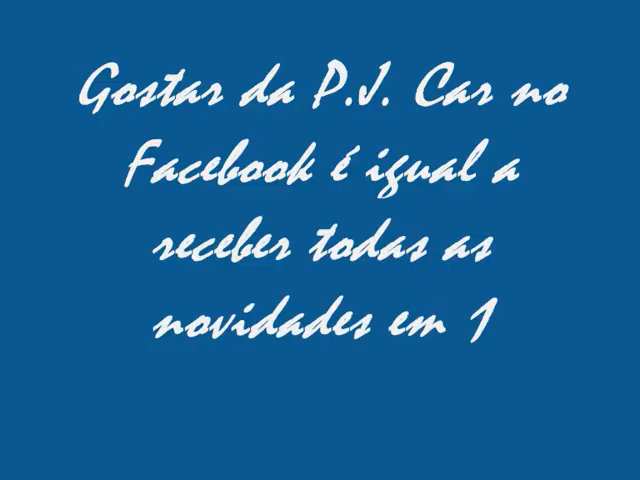 Gostar da P.J. Car no
Facebook é igual a
receber todas as
novidades em 1